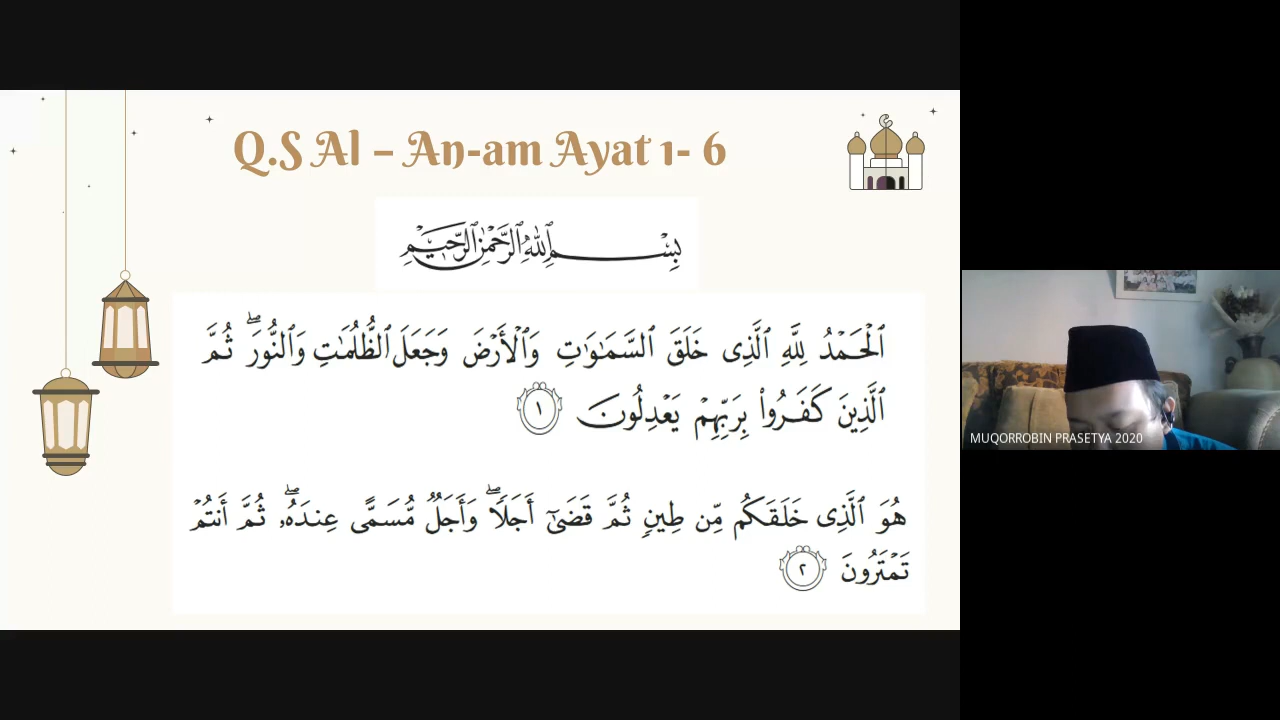 Q.S Al – An-am Ayat 1- 6
بِسْمِ ٱللَّهِ ٱلرَّحْمَٰنِ ٱلرَّحِيمِ
ٱلْحَمْدُ لِلَّهِ ٱلَّذِى خَلَقَ ٱلسَّمَٰوَٰتِ وَٱلْأَرْضَ وَجَعَلَ ٱلظُّلُمَٰتِ وَٱلنُّورَ ۖ ثُمَّ
ٱلَّذِينَ كَفَرُوا۟ بِرَبِّهِمْ يَعْدِلُونَ ١
هُوَ ٱلَّذِى خَلَقَكُم مِّن طِينٍ ثُمَّ قَضَىٰٓ أَجَلًا ۖ وَأَجَلٌ مُّسَمًّى عِندَهُۥ ۖ ثُمَّ أَنتُمْ
تَمْتَرُونَ ٢
MUQORROBIN PRASETYA 2020